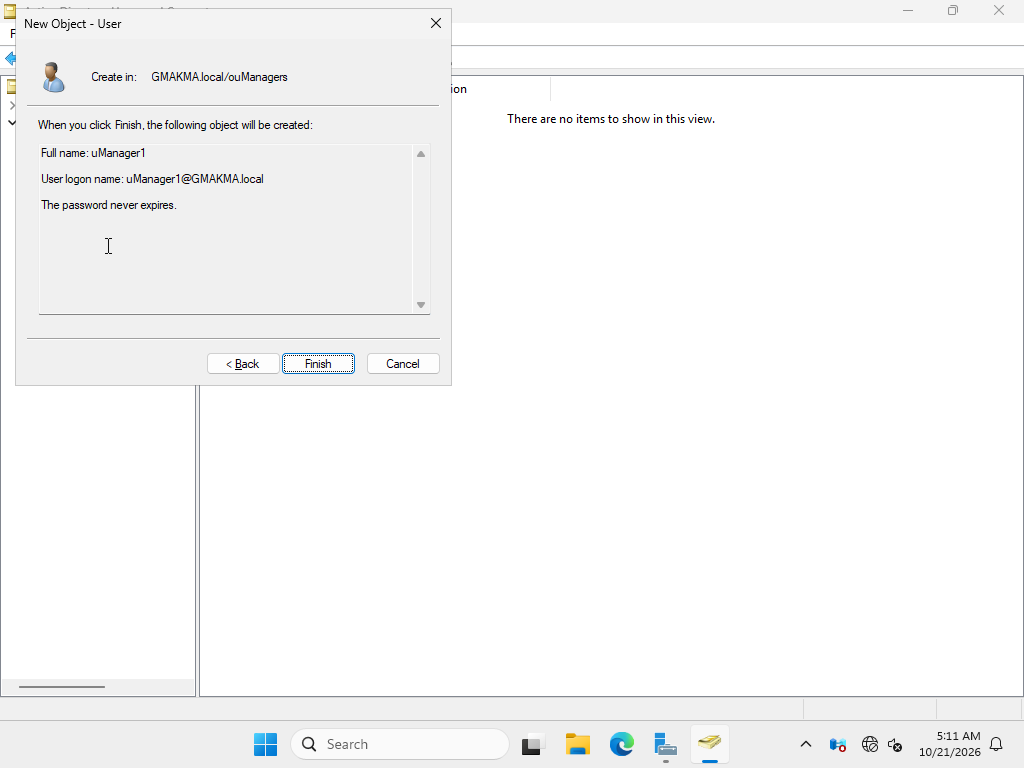 New Object - User
Create in: GMAKMA.local/ouManagers
When you click Finish, the following object will be created:
Full name: uManager1
User logon name: uManager1@GMAKMA.local
The password never expires.
< Back
Finish
Cancel
There are no items to show in this view.
Search
5:11 AM
10/21/2026